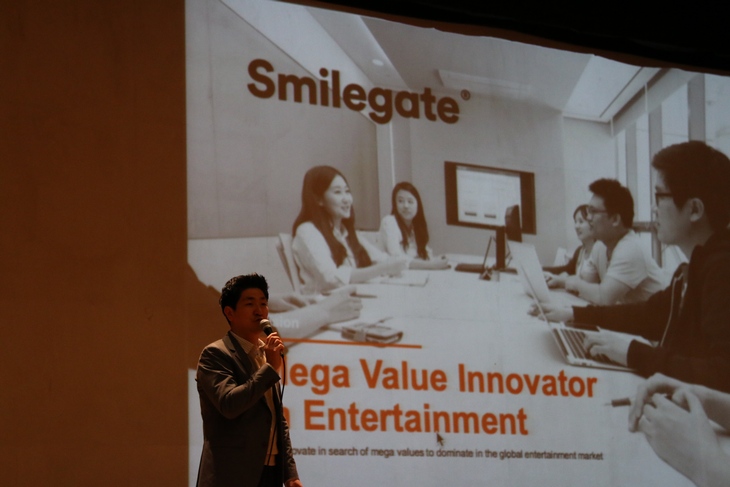 Smilegate®
ega Value Innovator
Entertainment
ovate in search of mega values to dominate in the global entertainment market